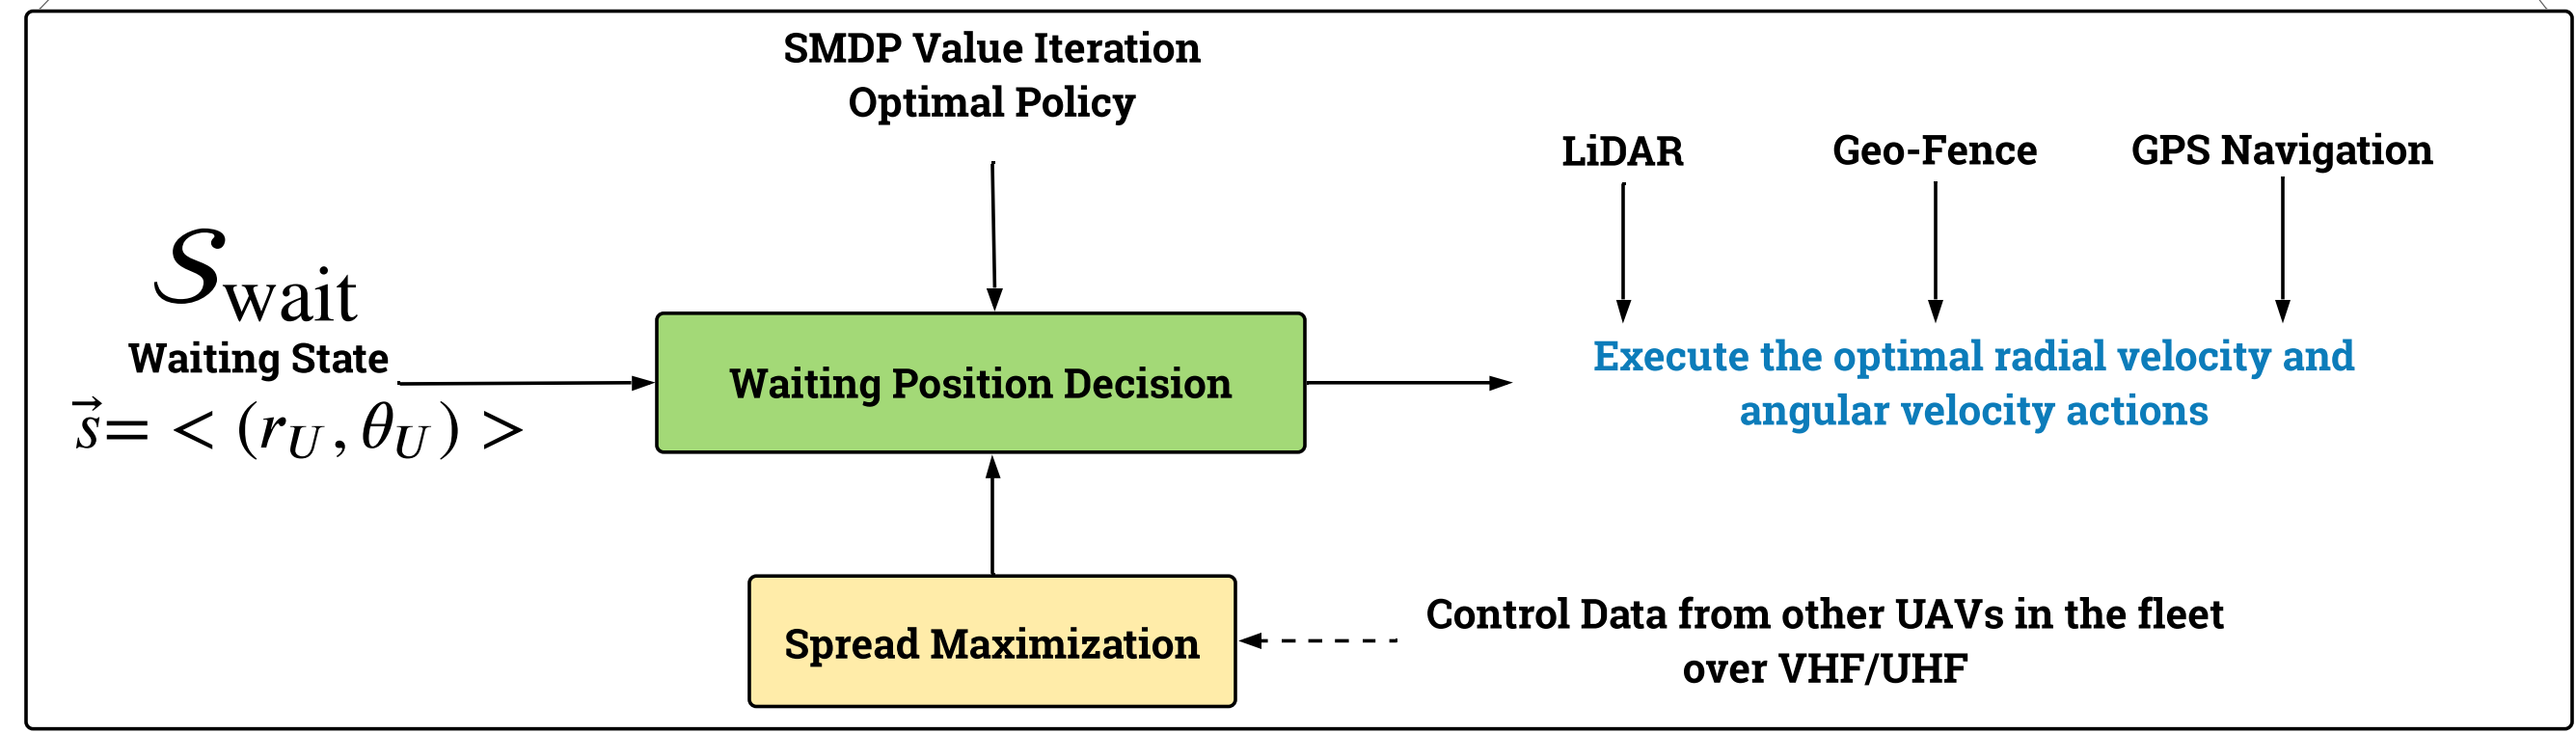 SMDP Value Iteration
Optimal Policy
LiDAR
Geo-Fence
GPS Navigation
𝒮wait
Waiting State
s⃗= < (rU, θU) >
Waiting Position Decision
Execute the optimal radial velocity and
angular velocity actions
Spread Maximization
Control Data from other UAVs in the fleet
over VHF/UHF